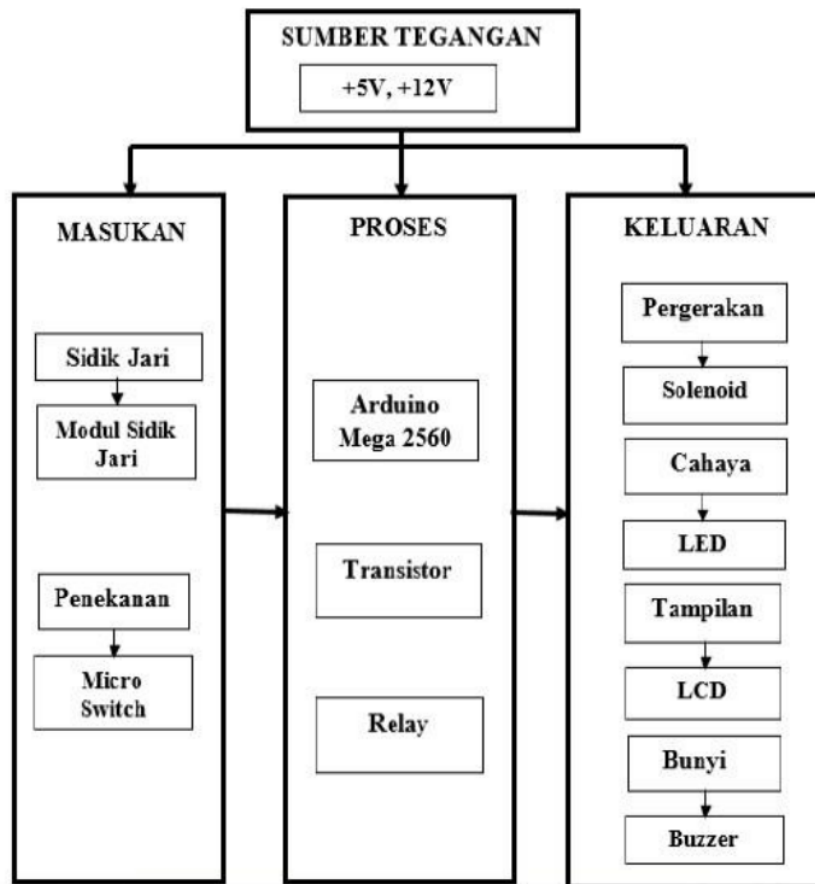 SUMBER TEGANGAN
+5V, +12V
MASUKAN
Sidik Jari
Modul Sidik
Jari
Penekanan
Micro
Switch
PROSES
Arduino
Mega 2560
Transistor
Relay
KELUARAN
Pergerakan
Solenoid
Cahaya
LED
Tampilan
LCD
Bunyi
Buzzer